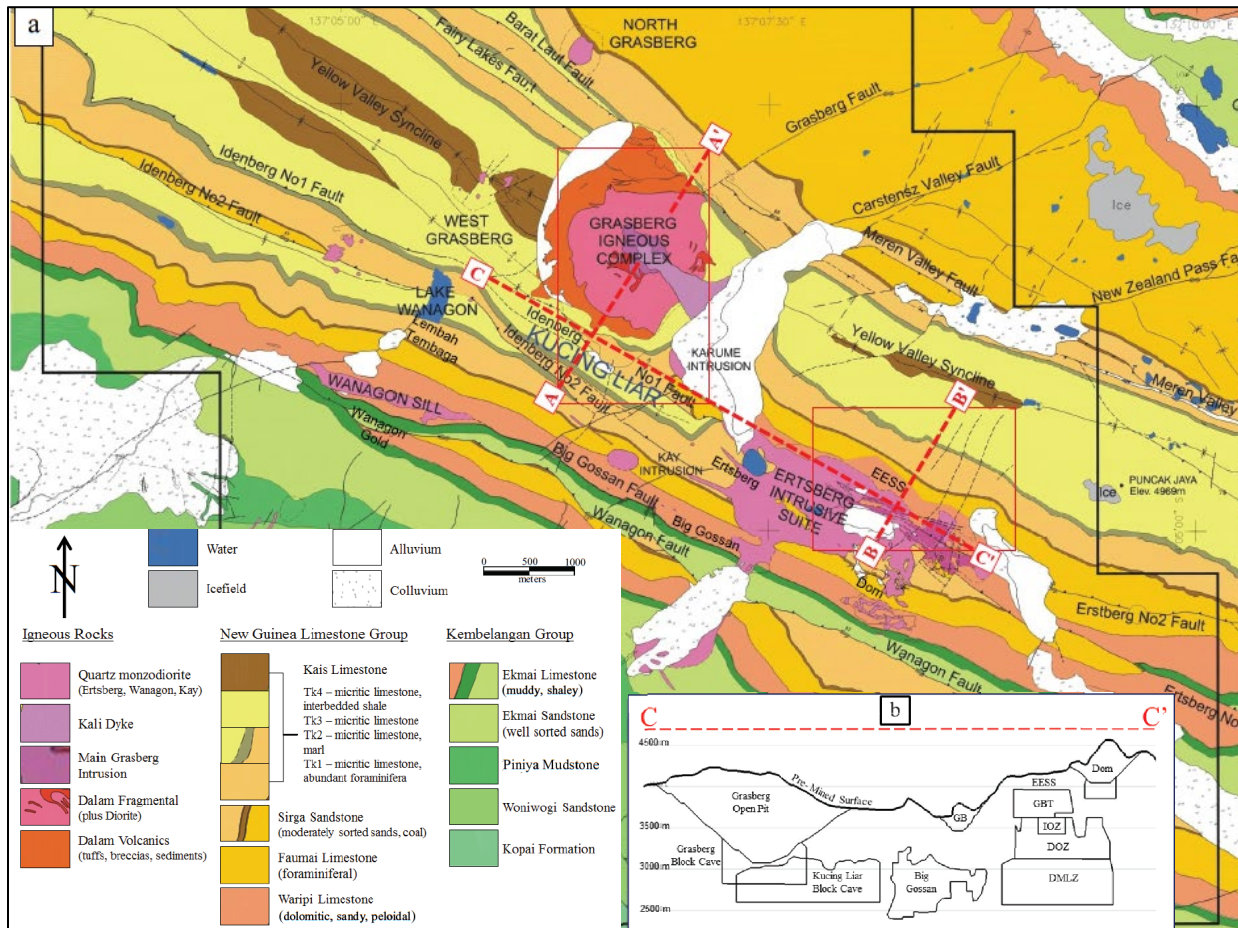 a
137°05'00" E
137°07'30" E
137°10'00" E
NORTH
GRASBERG
Barat Laut Fault
Fairy Lakes Fau,t
Yellow Valley Syncline
Grasberg Fault
Idenberg No1 Fault
Idenberg No2 Fault
A'
Carstensz Valley Fault
Ice
WEST
GRASBERG
GRASBERG
IGNEOUS
COMPLEX
Meren Valley Fault
New Zealand Pass Fa
C
LAKE
WANAGON
Lembah
Tembaga
Idenberg
No1 Fault
Idenberg No2 Fault
KUCING LIAR
KARUME
INTRUSION
Yellow Valley Syncline
Meren Valley
A
B'
WANAGON SILL
Wanagon
Gold
KAY
INTRUSION
Big Gossan Fault
Ertsberg
EESS
ERTSBERG
INTRUSIVE
SUITE
Ice
PUNCAK JAYA
Elev. 4969m
Wanagon Fault
Big Gossan
B
C'
Dom
Erstberg No2 Fault
Wanagon Fault
Ertsberg No
N
Water
Icefield
Alluvium
Colluvium
0 500 1000
meters
Igneous Rocks
Quartz monzodiorite
(Ertsberg, Wanagon, Kay)
Kali Dyke
Main Grasberg
Intrusion
Dalam Fragmental
(plus Diorite)
Dalam Volcanics
(tuffs, breccias, sediments)
New Guinea Limestone Group
Kais Limestone
Tk4 – micritic limestone,
interbedded shale
Tk3 – micritic limestone
Tk2 – micritic limestone,
marl
Tk1 – micritic limestone,
abundant foraminifera
Sirga Sandstone
(moderately sorted sands, coal)
Faumai Limestone
(foraminiferal)
Waripi Limestone
(dolomitic, sandy, peloidal)
Kembelangan Group
Ekmai Limestone
(muddy, shaley)
Ekmai Sandstone
(well sorted sands)
Piniya Mudstone
Woniwogi Sandstone
Kopai Formation
C
b
C'
4500m
3500m
3000m
2500m
Pre-Mined Surface
Grasberg
Open Pit
Grasberg
Block Cave
Kucing Liar
Block Cave
GB
Big
Gossan
Dom
EESS
GBT
IOZ
DOZ
DMLZ